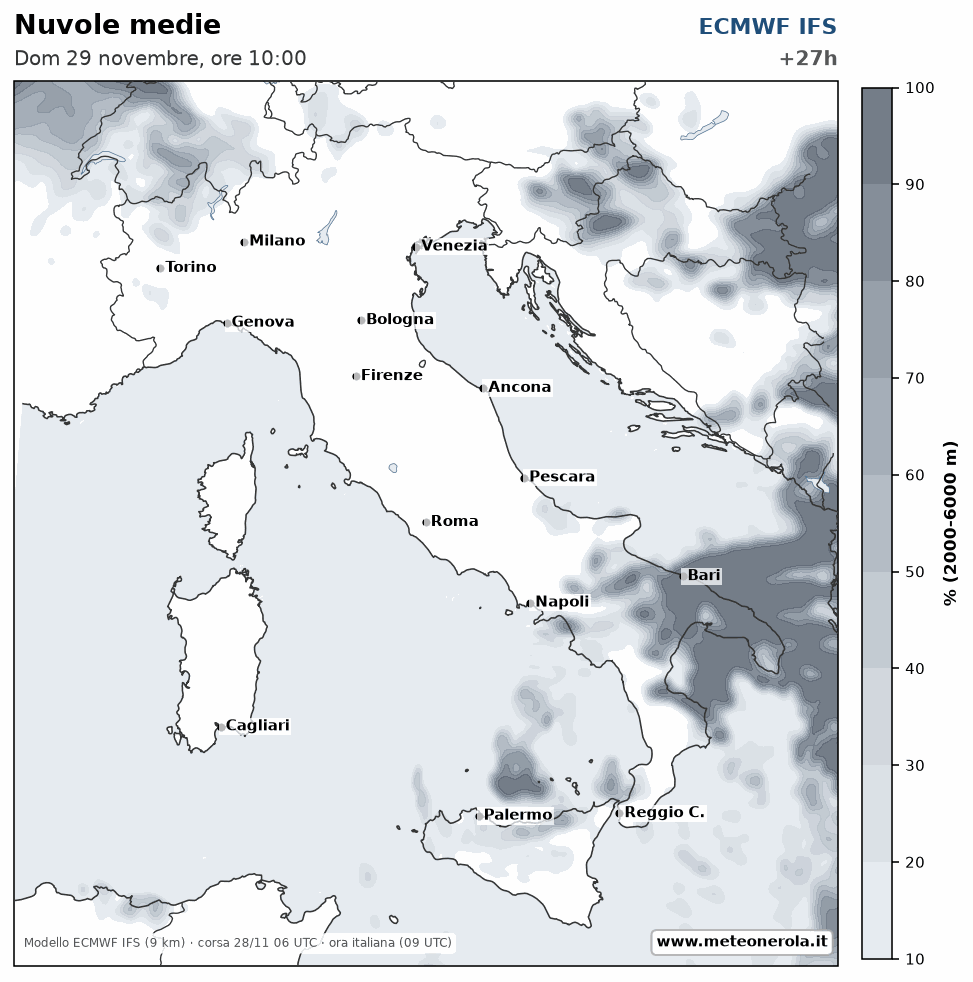 Nuvole medie
ECMWF IFS
Dom 29 novembre, ore 10:00
+27h
100
90
80
70
60
50
40
30
20
10
% (2000-6000 m)
Milano
Venezia
Torino
Genova
Bologna
Firenze
Ancona
Pescara
Roma
Bari
Napoli
Cagliari
Palermo
Reggio C.
Modello ECMWF IFS (9 km) · corsa 28/11 06 UTC · ora italiana (09 UTC)
www.meteonerola.it